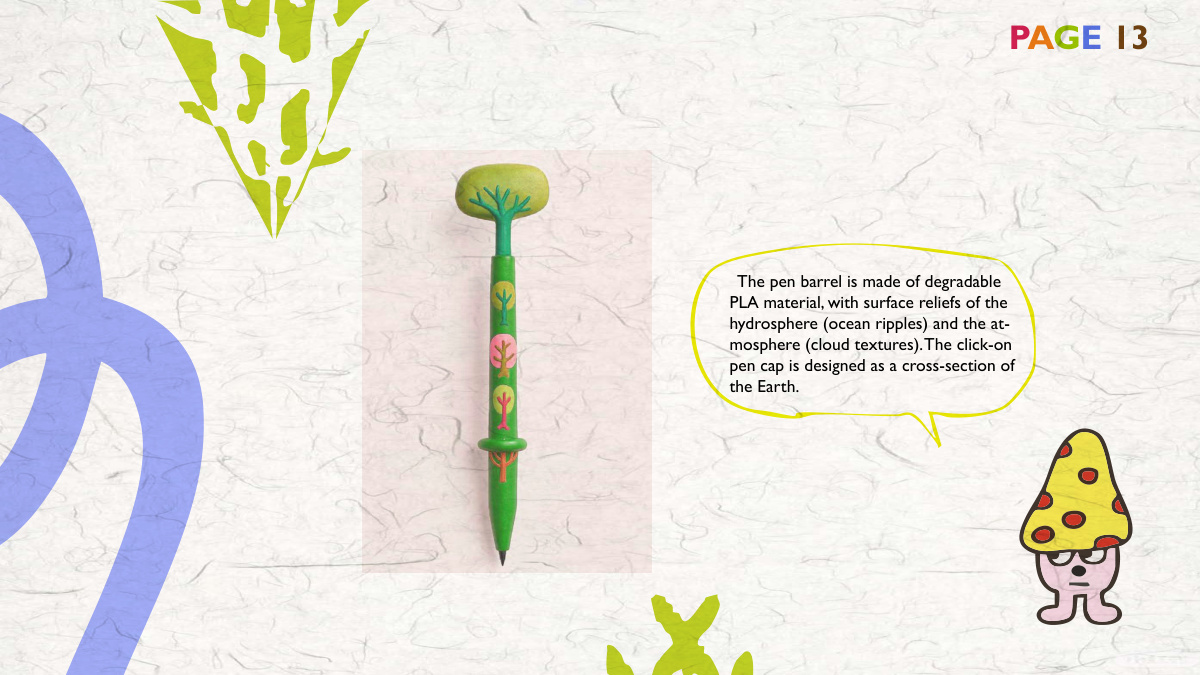 PAGE 13
The pen barrel is made of degradable
PLA material, with surface reliefs of the
hydrosphere (ocean ripples) and the at-
mosphere (cloud textures).The click-on
pen cap is designed as a cross-section of
the Earth.